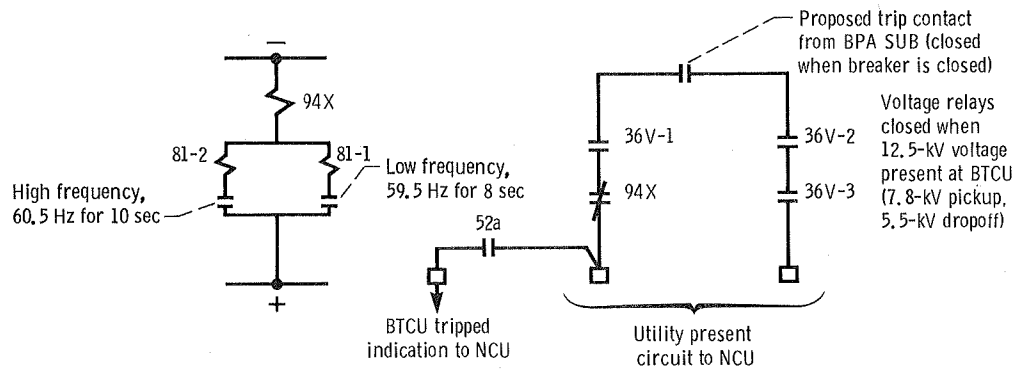 −
94X
81-2
81-1
High frequency,
60.5 Hz for 10 sec
Low frequency,
59.5 Hz for 8 sec
+
52a
BTCU tripped
indication to NCU
Proposed trip contact
from BPA SUB (closed
when breaker is closed)
36V-1
94X
36V-2
36V-3
Voltage relays
closed when
12.5-kV voltage
present at BTCU
(7.8-kV pickup,
5.5-kV dropoff)
Utility present
circuit to NCU